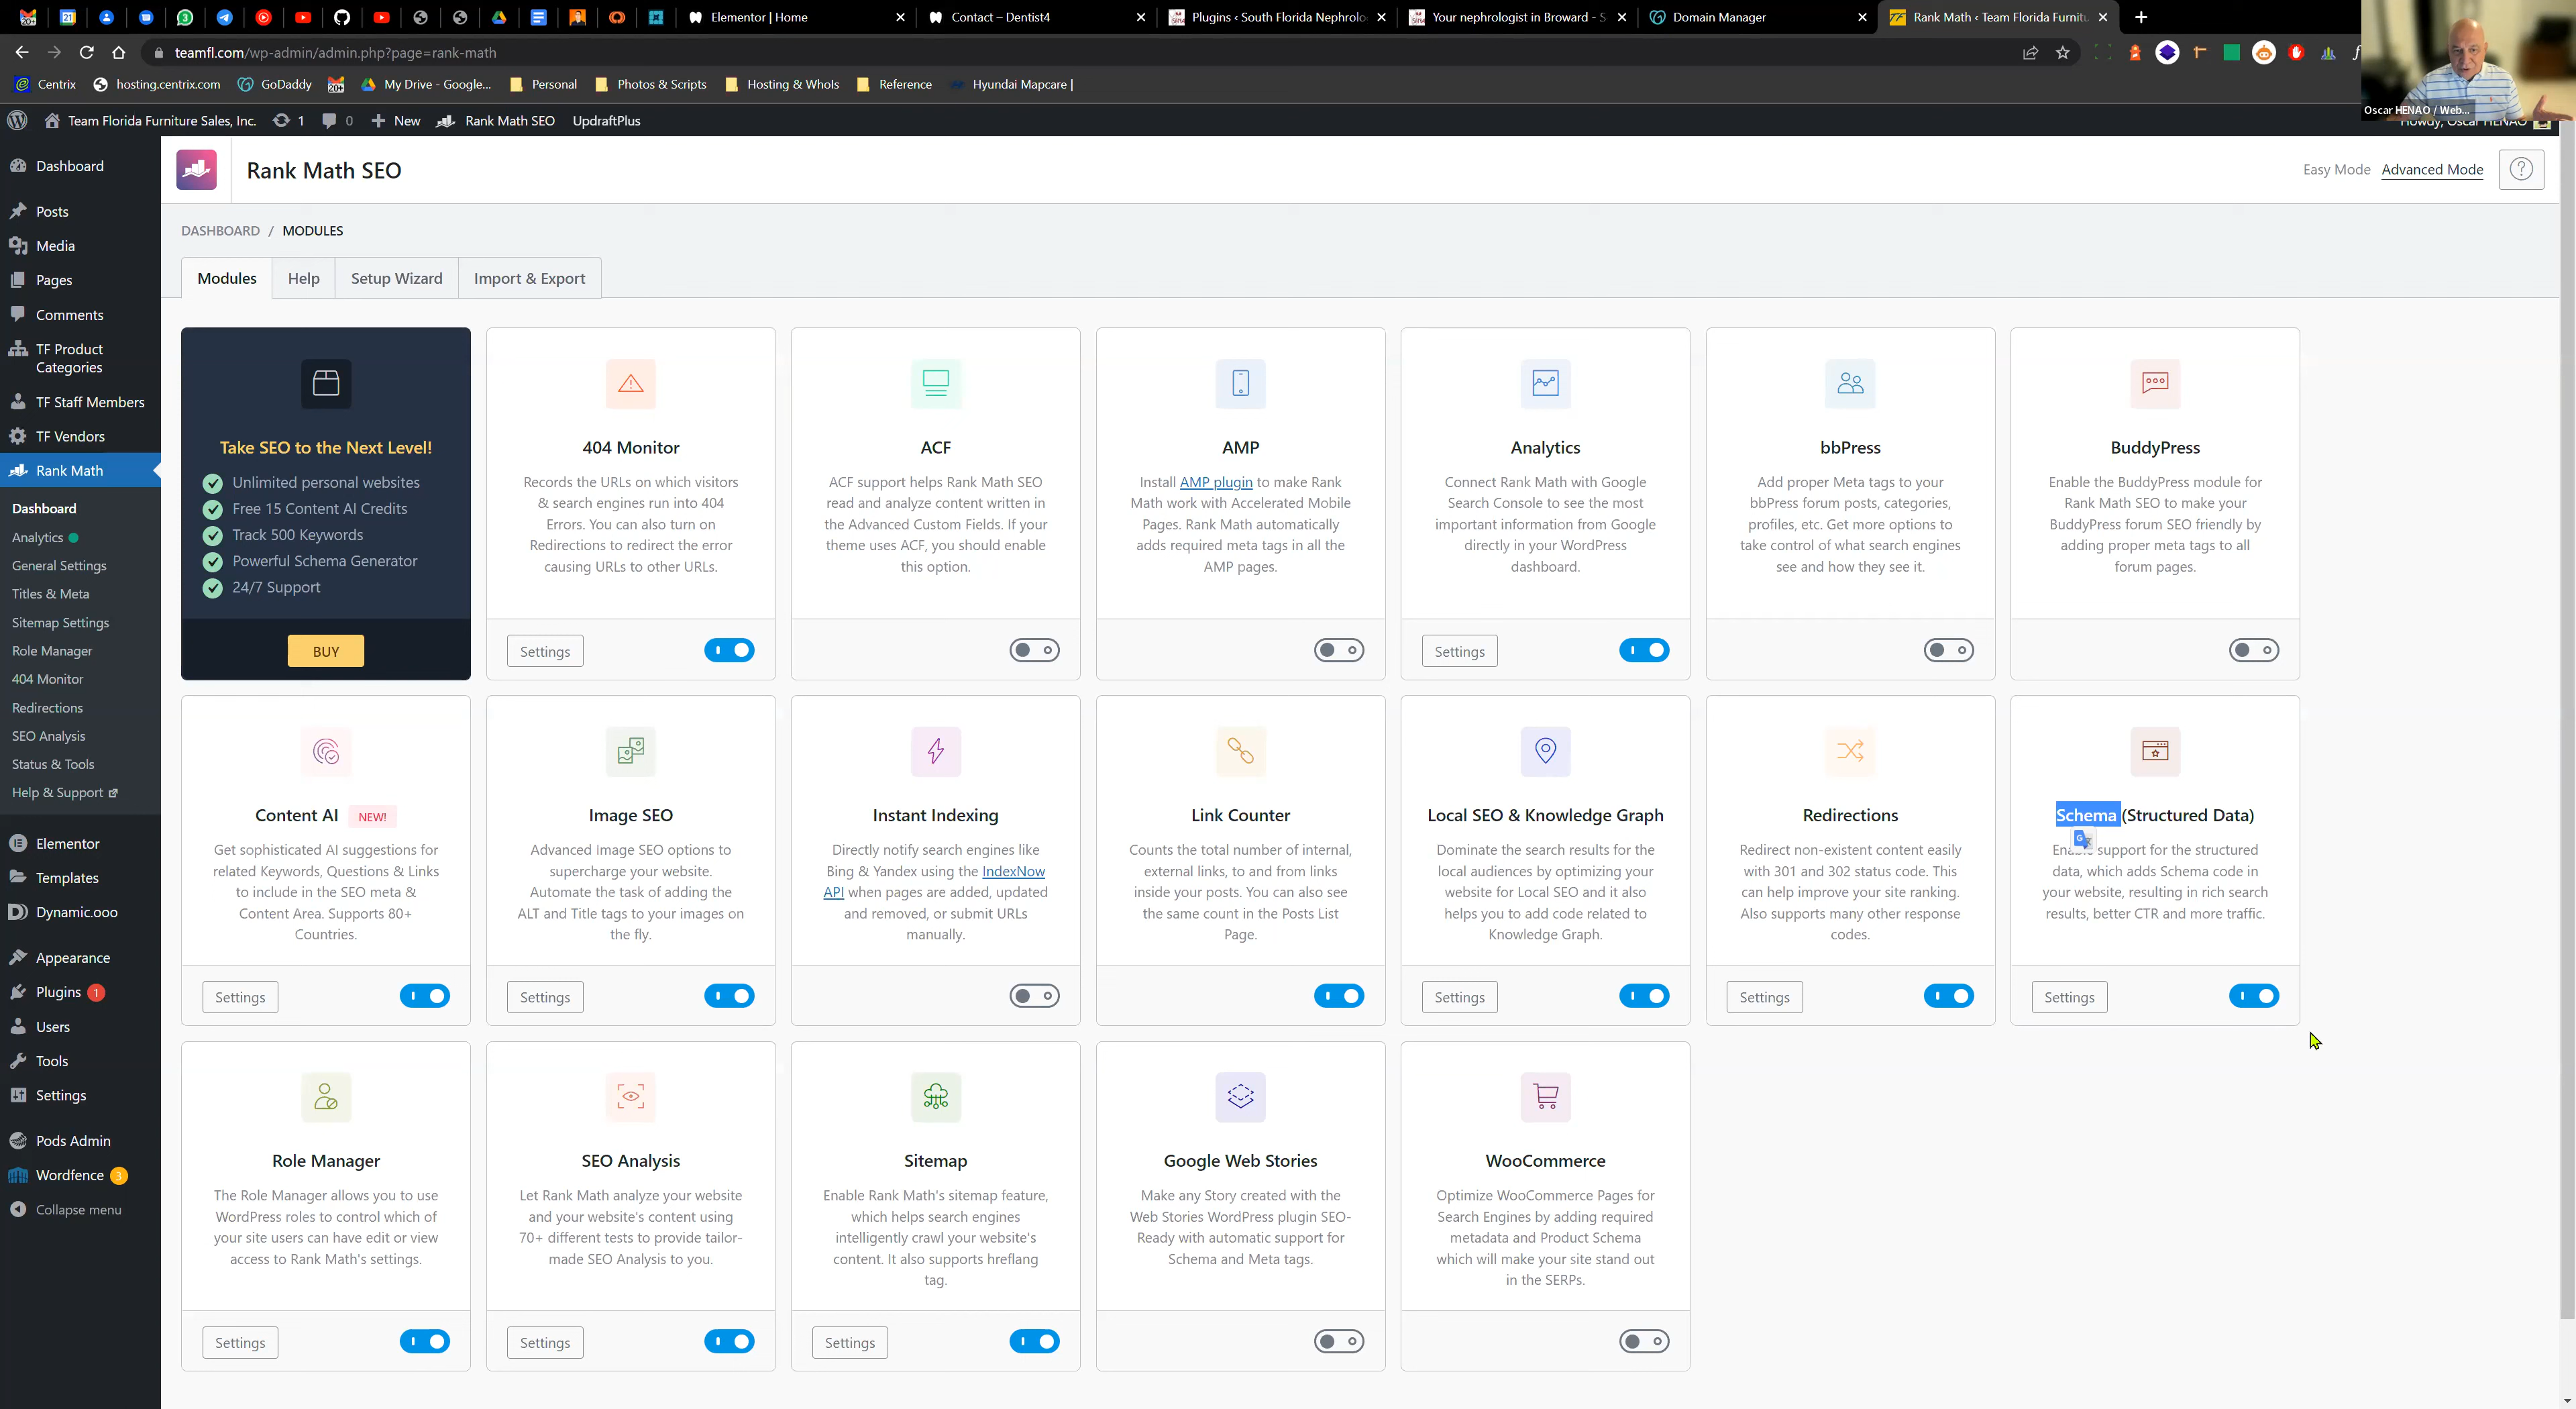 Elementor | Home
Contact – Dentist4
Plugins ‹ South Florida Nephrolo
Your nephrologist in Broward - S
Domain Manager
Rank Math ‹ Team Florida Furnitu
teamfl.com/wp-admin/admin.php?page=rank-math
Centrix
hosting.centrix.com
GoDaddy
My Drive - Google...
Personal
Photos & Scripts
Hosting & WhoIs
Reference
Hyundai Mapcare |
Oscar HENAO / Web...
Team Florida Furniture Sales, Inc.
1
0
New
Rank Math SEO
UpdraftPlus
Howdy, Oscar HENAO
Dashboard
Posts
Media
Pages
Comments
TF Product
Categories
TF Staff Members
TF Vendors
Rank Math
Dashboard
Analytics
General Settings
Titles & Meta
Sitemap Settings
Role Manager
404 Monitor
Redirections
SEO Analysis
Status & Tools
Help & Support
Elementor
Templates
Dynamic.ooo
Appearance
Plugins 1
Users
Tools
Settings
Pods Admin
Wordfence 3
Collapse menu
Rank Math SEO
Easy Mode
Advanced Mode
?
DASHBOARD / MODULES
Modules
Help
Setup Wizard
Import & Export
Take SEO to the Next Level!
Unlimited personal websites
Free 15 Content AI Credits
Track 500 Keywords
Powerful Schema Generator
24/7 Support
BUY
404 Monitor
Records the URLs on which visitors
& search engines run into 404
Errors. You can also turn on
Redirections to redirect the error
causing URLs to other URLs.
Settings
ACF
ACF support helps Rank Math SEO
read and analyze content written in
the Advanced Custom Fields. If your
theme uses ACF, you should enable
this option.
AMP
Install AMP plugin to make Rank
Math work with Accelerated Mobile
Pages. Rank Math automatically
adds required meta tags in all the
AMP pages.
Analytics
Connect Rank Math with Google
Search Console to see the most
important information from Google
directly in your WordPress
dashboard.
Settings
bbPress
Add proper Meta tags to your
bbPress forum posts, categories,
profiles, etc. Get more options to
take control of what search engines
see and how they see it.
BuddyPress
Enable the BuddyPress module for
Rank Math SEO to make your
BuddyPress forum SEO friendly by
adding proper meta tags to all
forum pages.
Content AI NEW!
Get sophisticated AI suggestions for
related Keywords, Questions & Links
to include in the SEO meta &
Content Area. Supports 80+
Countries.
Settings
Image SEO
Advanced Image SEO options to
supercharge your website.
Automate the task of adding the
ALT and Title tags to your images on
the fly.
Settings
Instant Indexing
Directly notify search engines like
Bing & Yandex using the IndexNow
API when pages are added, updated
and removed, or submit URLs
manually.
Link Counter
Counts the total number of internal,
external links, to and from links
inside your posts. You can also see
the same count in the Posts List
Page.
Local SEO & Knowledge Graph
Dominate the search results for the
local audiences by optimizing your
website for Local SEO and it also
helps you to add code related to
Knowledge Graph.
Settings
Redirections
Redirect non-existent content easily
with 301 and 302 status code. This
can help improve your site ranking.
Also supports many other response
codes.
Settings
Schema (Structured Data)
support for the structured
data, which adds Schema code in
your website, resulting in rich search
results, better CTR and more traffic.
Settings
Role Manager
The Role Manager allows you to use
WordPress roles to control which of
your site users can have edit or view
access to Rank Math's settings.
Settings
SEO Analysis
Let Rank Math analyze your website
and your website's content using
70+ different tests to provide tailor-
made SEO Analysis to you.
Settings
Sitemap
Enable Rank Math's sitemap feature,
which helps search engines
intelligently crawl your website's
content. It also supports hreflang
tag.
Settings
Google Web Stories
Make any Story created with the
Web Stories WordPress plugin SEO-
Ready with automatic support for
Schema and Meta tags.
WooCommerce
Optimize WooCommerce Pages for
Search Engines by adding required
metadata and Product Schema
which will make your site stand out
in the SERPs.